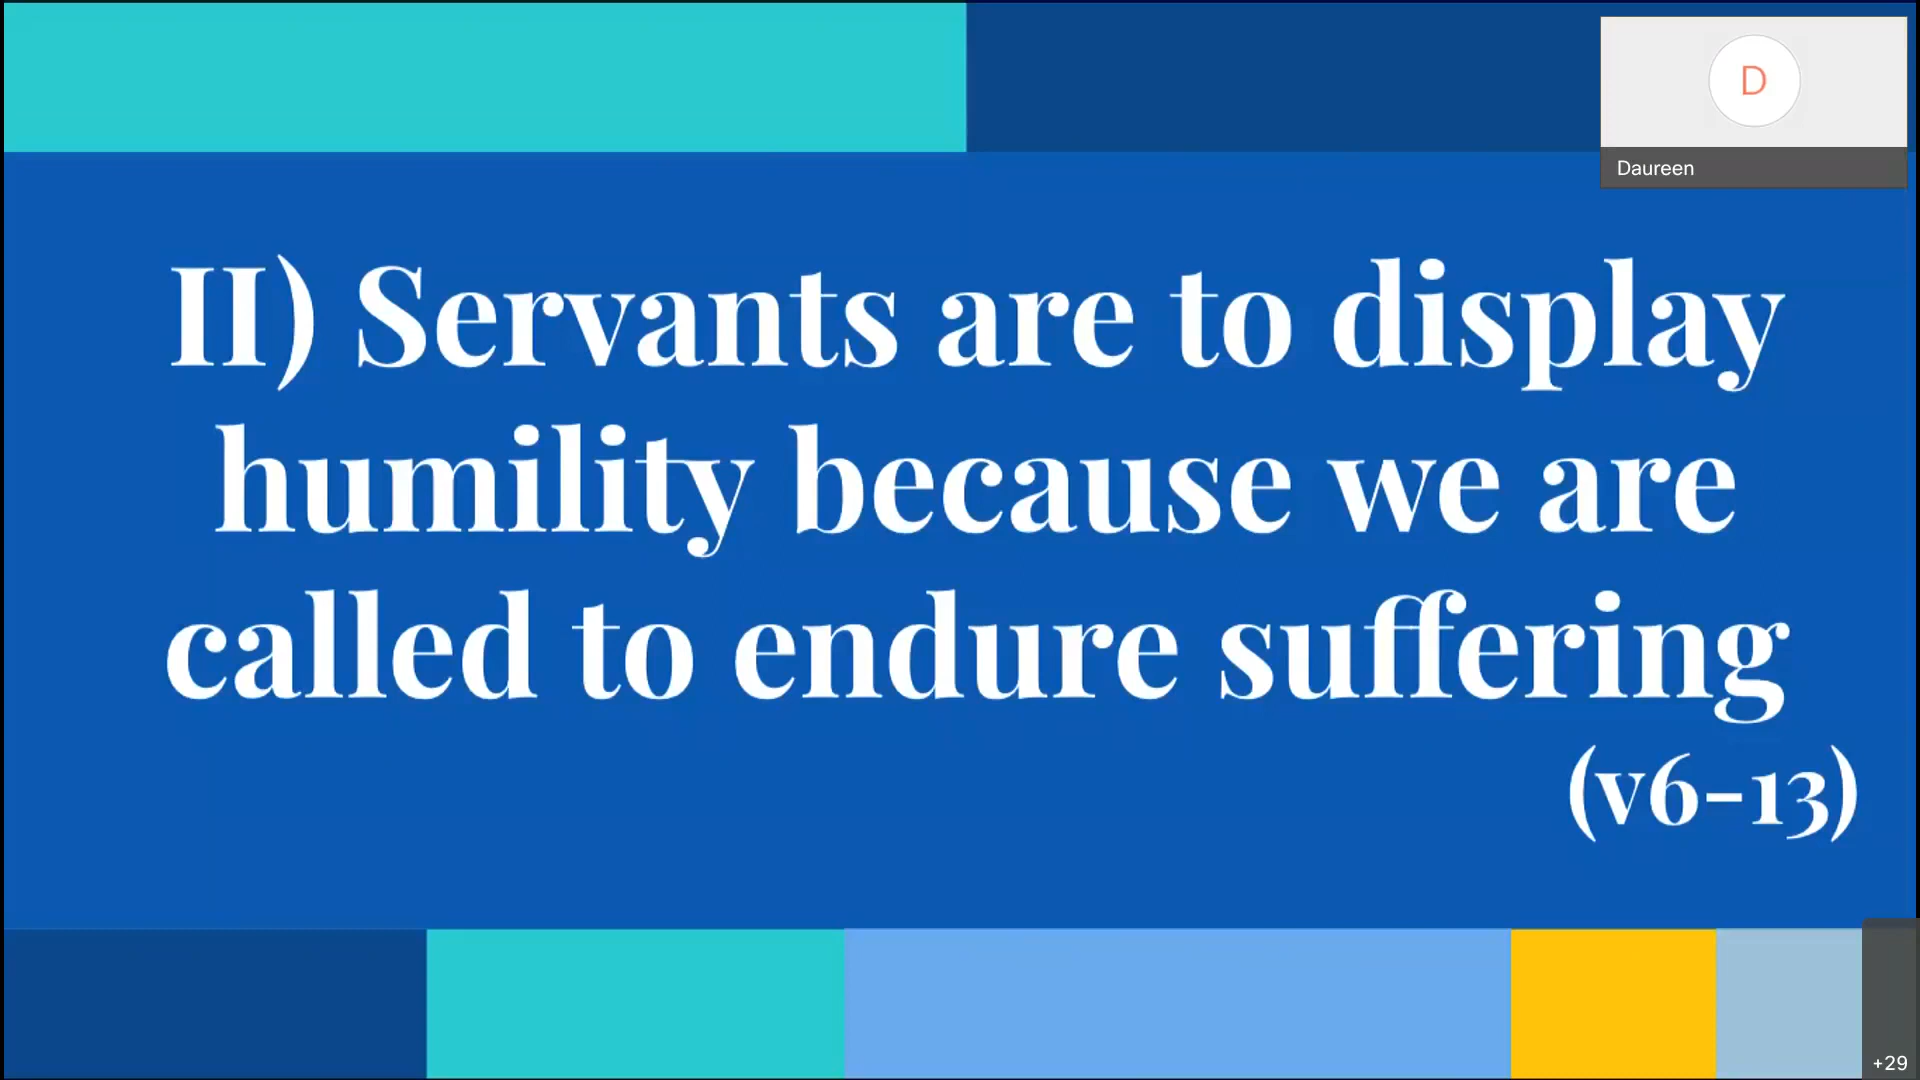 D
Daureen
II) Servants are to display
humility because we are
called to endure suffering
(v6-13)
+29